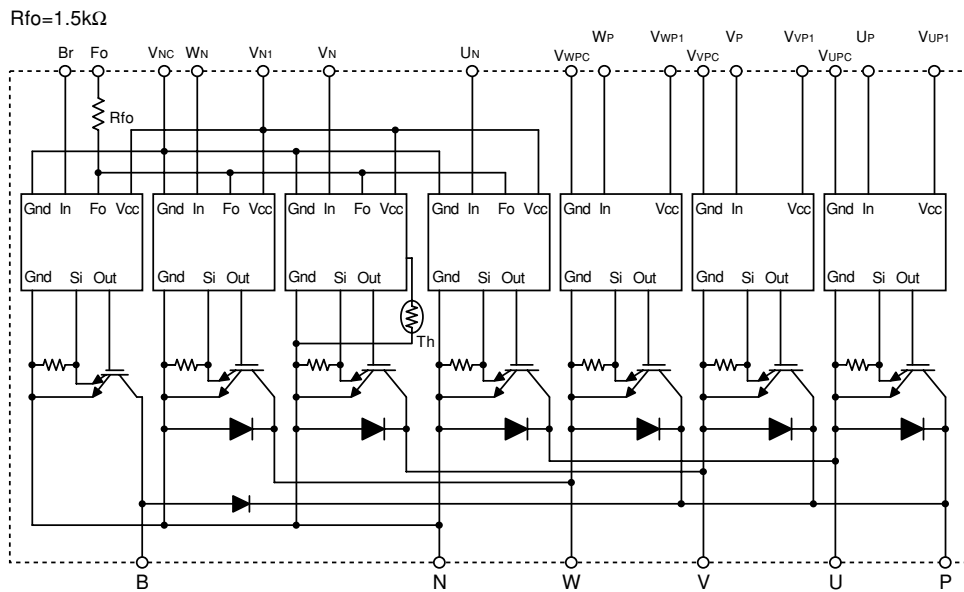 Rfo=1.5kΩ
Br Fo VNC WN VN1 VN UN VWPC WP VWP1 VVPC VP VVP1 VUPC UP VUP1
Rfo
Gnd In Fo Vcc Gnd In Fo Vcc Gnd In Fo Vcc Gnd In Fo Vcc Gnd In Vcc Gnd In Vcc Gnd In Vcc
Gnd Si Out Gnd Si Out Gnd Si Out Gnd Si Out Gnd Si Out Gnd Si Out Gnd Si Out
Th
B N W V U P